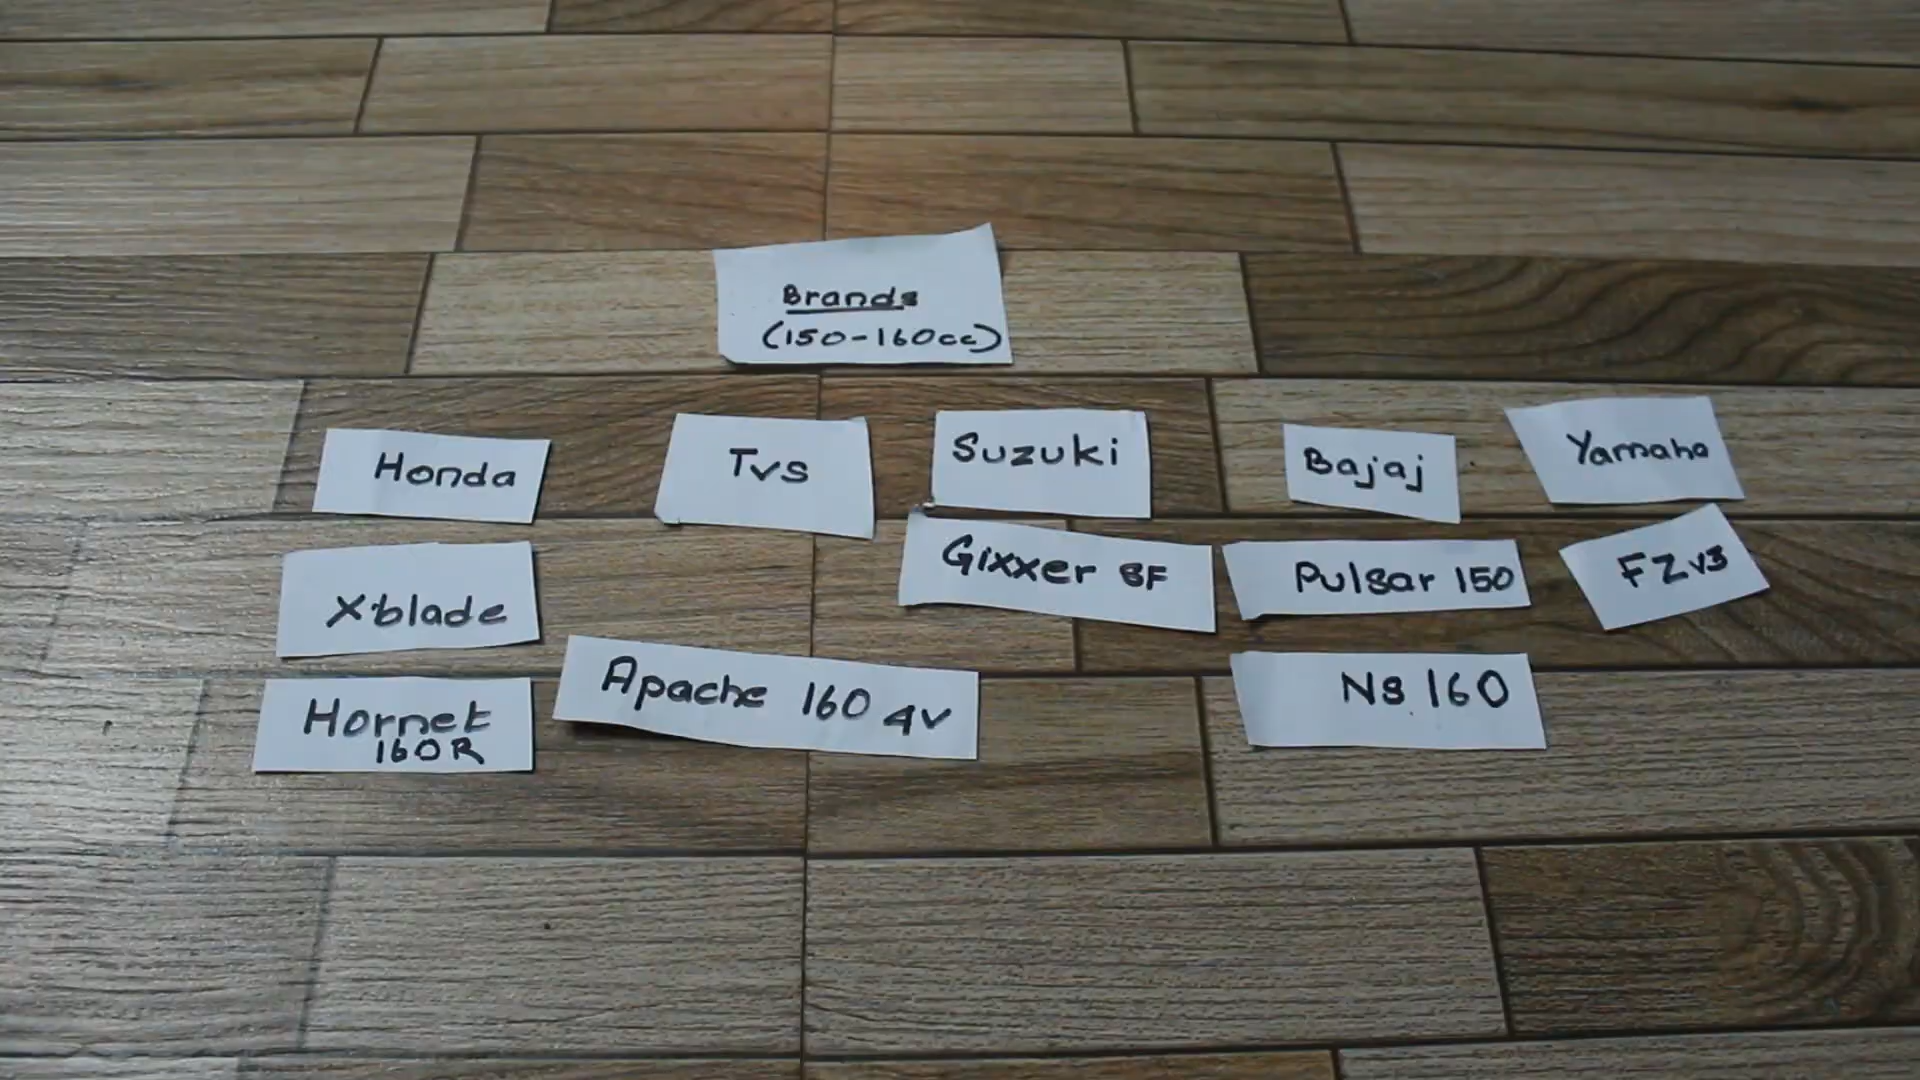 Brands
(150-160cc)
Honda
Tvs
Suzuki
Bajaj
Yamaha
X-blade
Gixxer SF
Pulsar 150
FZ v3
Hornet
160R
Apache 160 4V
NS 160